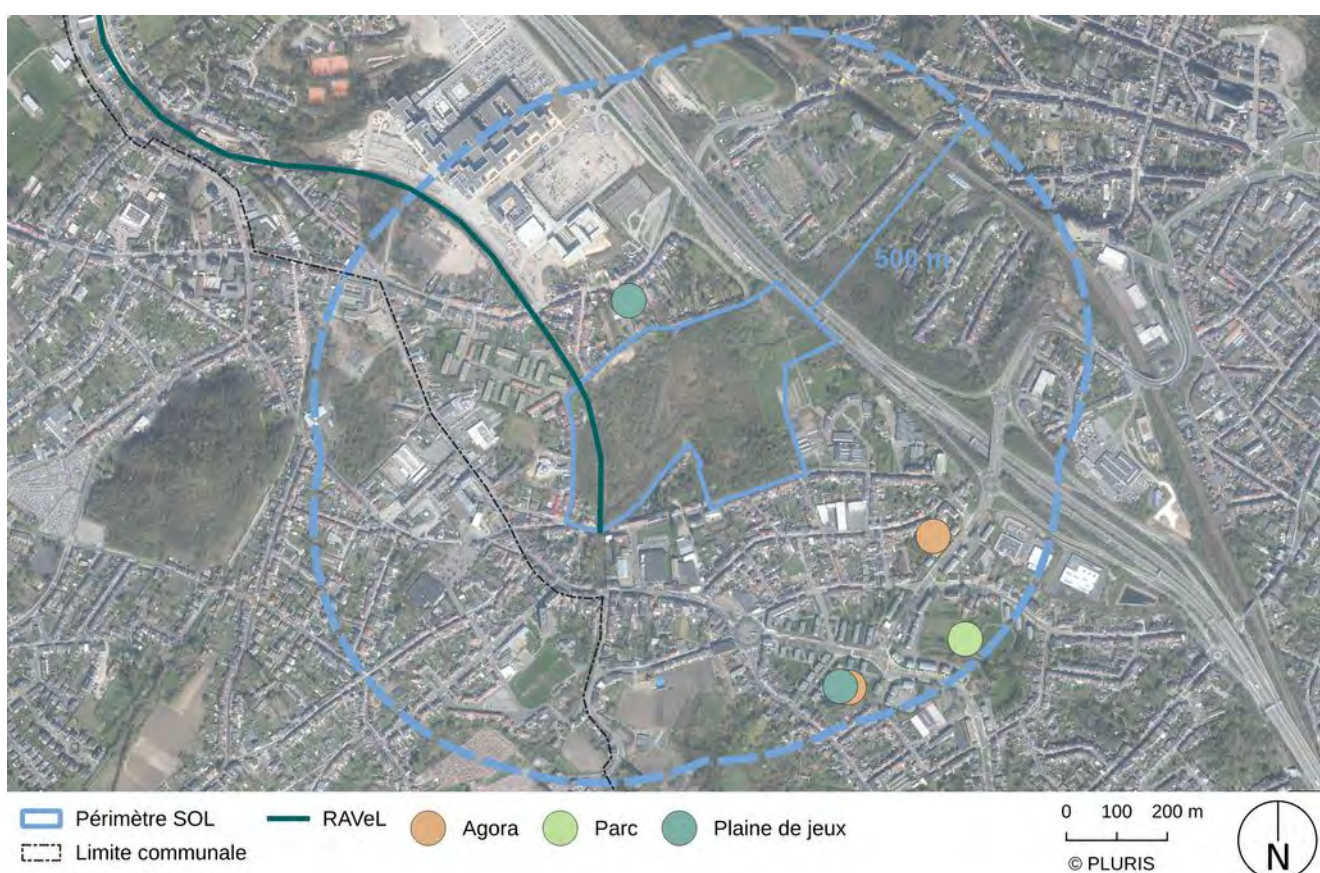 500 m
Périmètre SOL
RAVeL
Agora
Parc
Plaine de jeux
Limite communale
0 100 200 m
© PLURIS
N